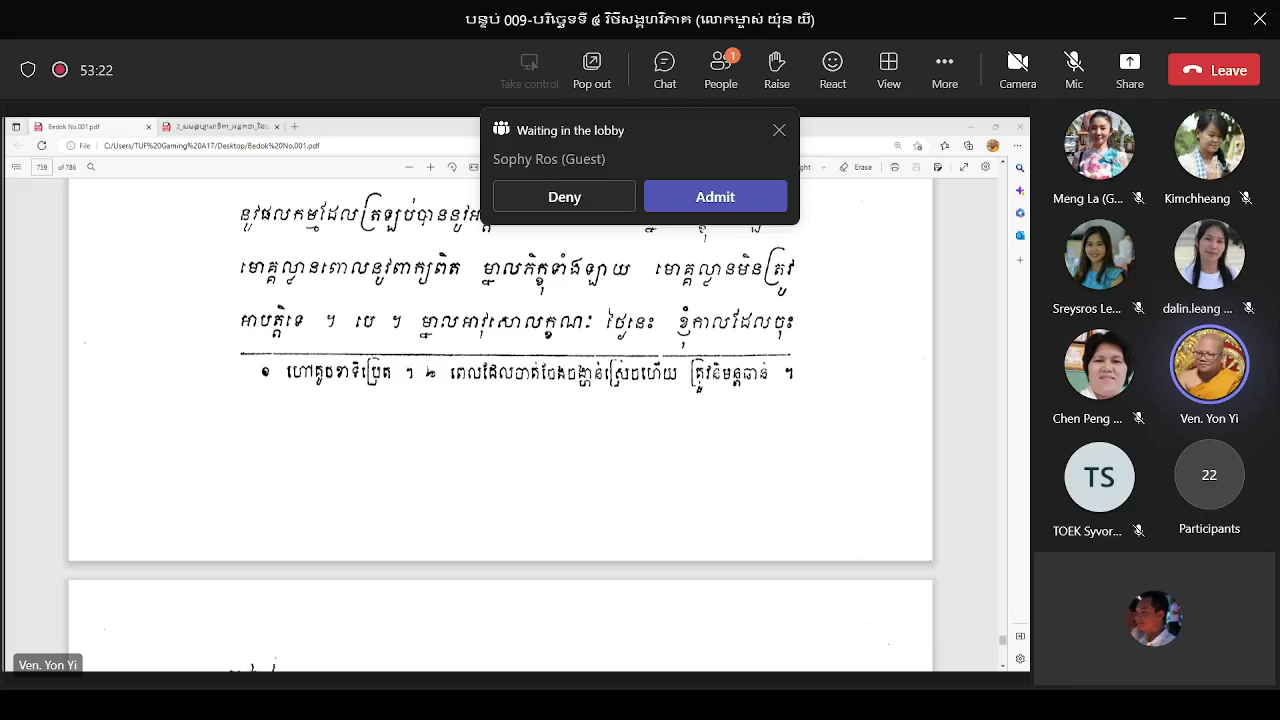 បន្ទប់ 009-បរិច្ឆេទទី ៤ វិថីសង្គហវិភាគ (លោកម្ចាស់ យ៉ុន យី)
53:22
Take control
Pop out
Chat
People
1
Raise
React
View
More
Camera
Mic
Share
Leave
Bedok No.001.pdf
File
C:/Users/TUF%20Gaming%20A17/Desktop/Bedok%20No.001.pdf
759 of 786
Erase
Waiting in the lobby
Sophy Ros (Guest)
Deny
Admit
នូវផលកម្មដែលត្រឡប់បាននូវ
មោគ្គល្លានពោលនូវពាក្យពិត ម្នាលភិក្ខុទាំងឡាយ មោគ្គល្លានមិនត្រូវ
អាបត្តិទេ ។ បេ ។ ម្នាលអាវុសោលក្ខណៈ ថ្ងៃនេះ ខ្ញុំកាលដែលចុះ
១ ហៅគូថខាទិប្រេត ។ ២ ពេលដែលចាត់ចែងចង្ហាន់ស្រេចហើយ ត្រូវនិមន្តឆាន់ ។
Meng La (G...
Kimchheang
Sreysros Le...
dalin.leang ...
Chen Peng ...
Ven. Yon Yi
TS
22
TOEK Syvor...
Participants
Ven. Yon Yi